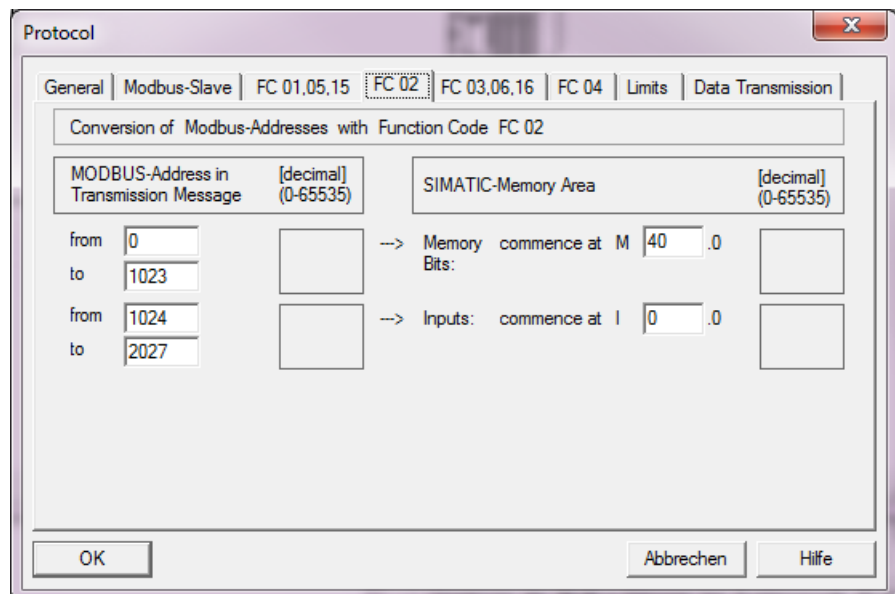 Protocol
General Modbus-Slave FC 01,05,15 FC 02 FC 03,06,16 FC 04 Limits Data Transmission
Conversion of Modbus-Addresses with Function Code FC 02
MODBUS-Address in [decimal]
Transmission Message (0-65535)
SIMATIC-Memory Area [decimal]
(0-65535)
from 0 ---> Memory commence at M 40 .0
Bits:
to 1023
from 1024 ---> Inputs: commence at I 0 .0
to 2027
OK Abbrechen Hilfe